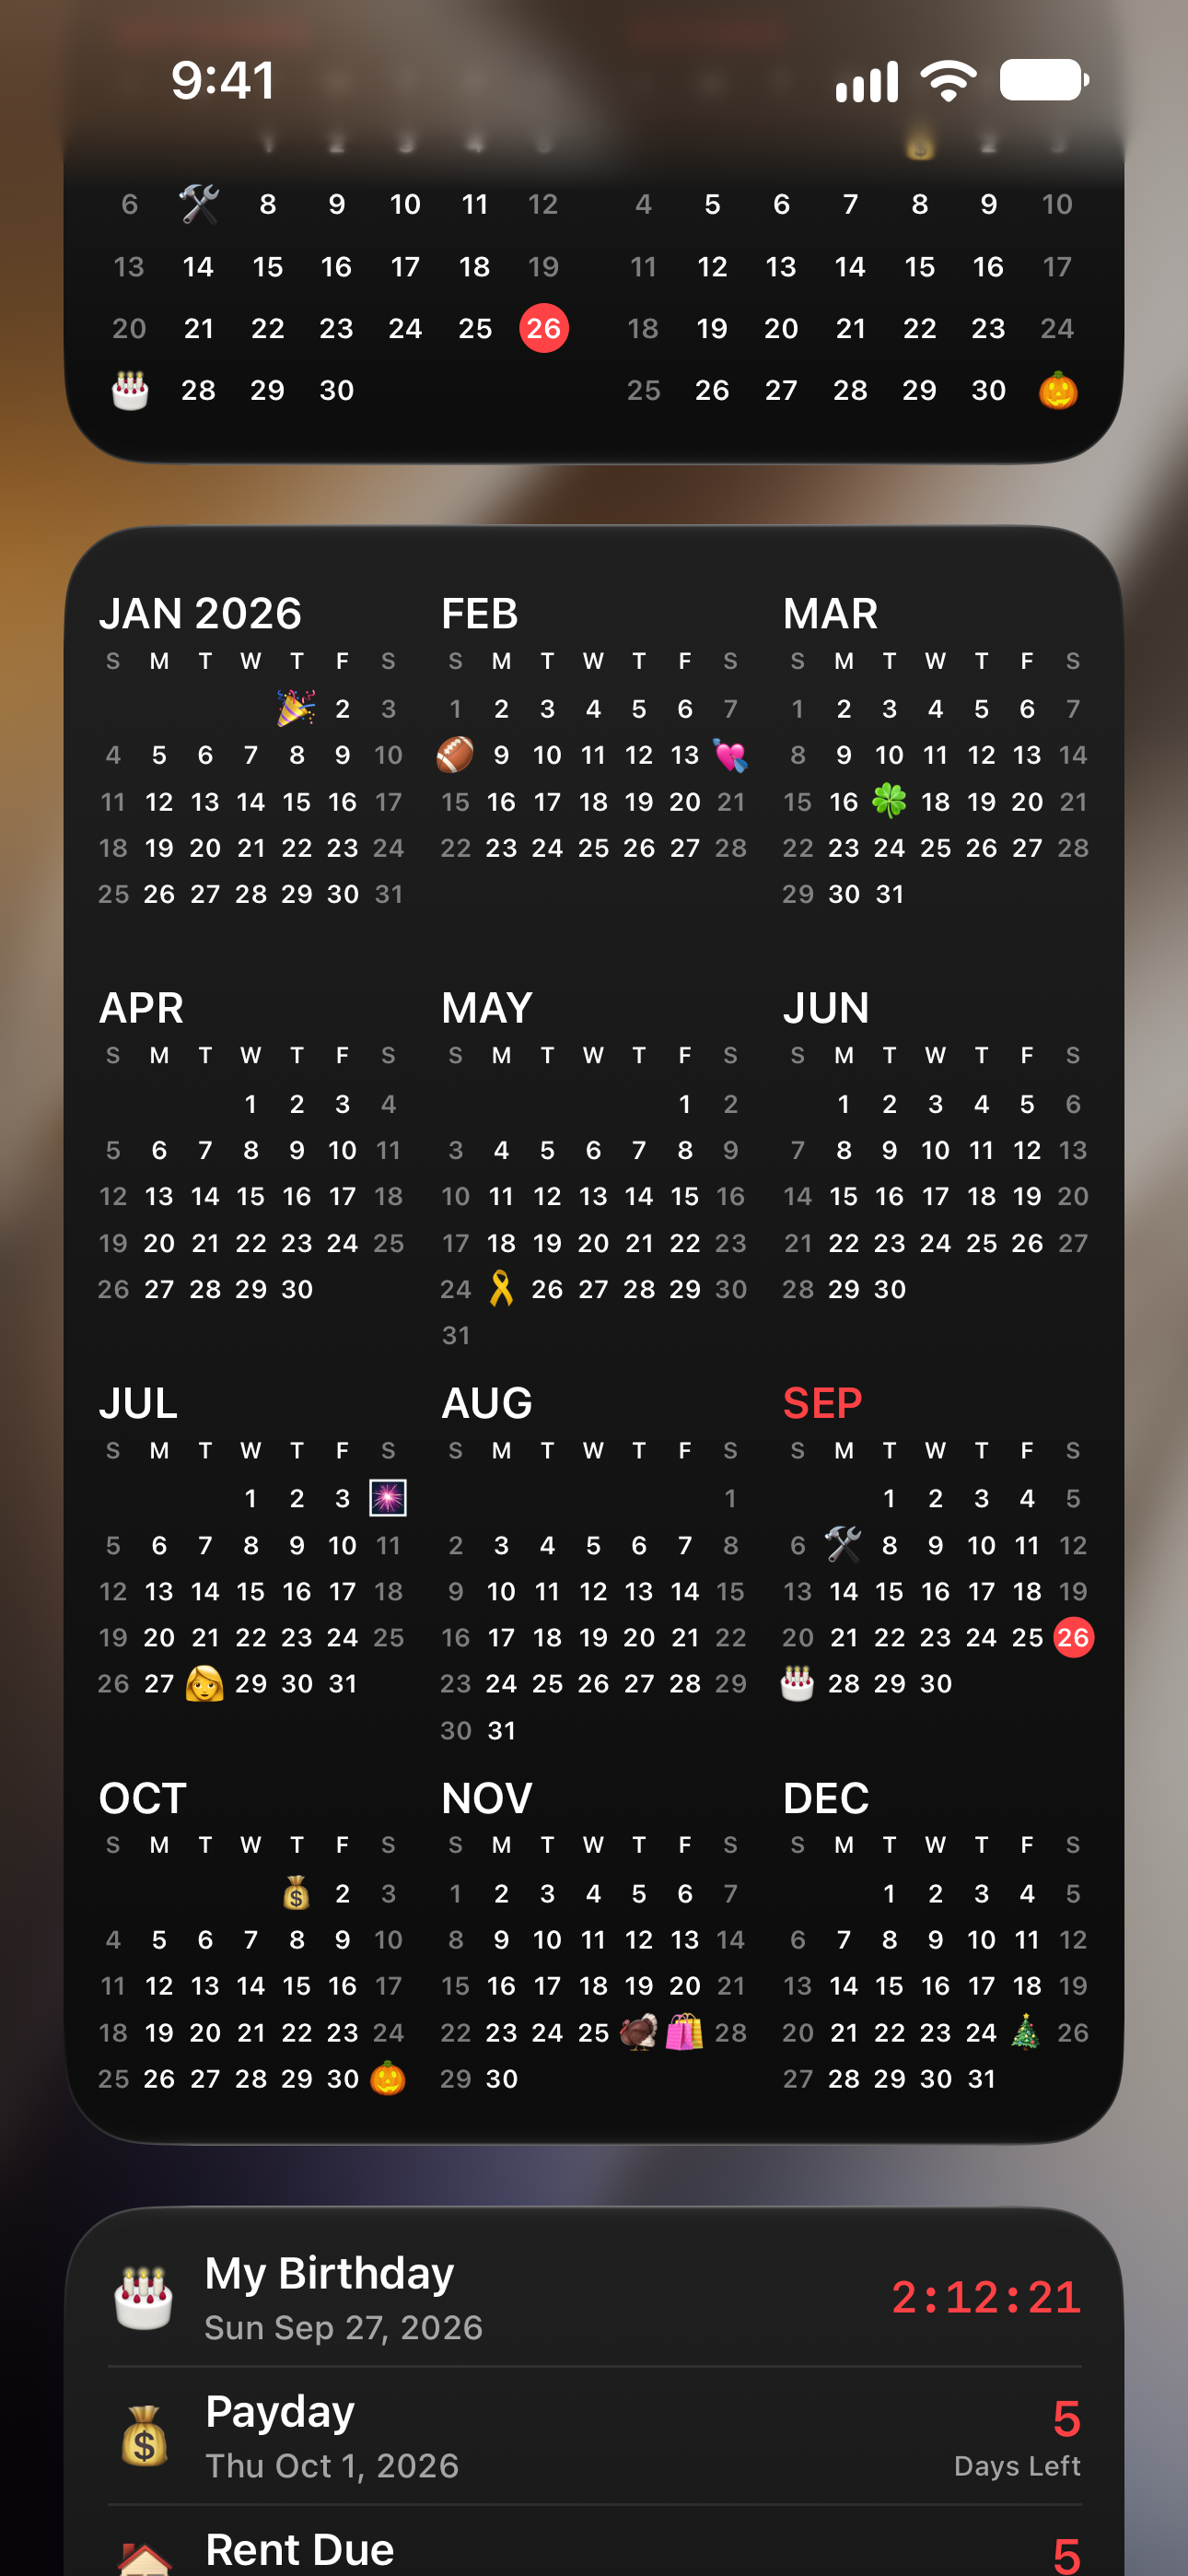 9:41
1 2 3 4 5 2 3
6 8 9 10 11 12 4 5 6 7 8 9 10
13 14 15 16 17 18 19 11 12 13 14 15 16 17
20 21 22 23 24 25 26 18 19 20 21 22 23 24
28 29 30 25 26 27 28 29 30
JAN 2026 FEB MAR
S M T W T F S S M T W T F S S M T W T F S
2 3 1 2 3 4 5 6 7 1 2 3 4 5 6 7
4 5 6 7 8 9 10 9 10 11 12 13 8 9 10 11 12 13 14
11 12 13 14 15 16 17 15 16 17 18 19 20 21 15 16 18 19 20 21
18 19 20 21 22 23 24 22 23 24 25 26 27 28 22 23 24 25 26 27 28
25 26 27 28 29 30 31 29 30 31
APR MAY JUN
S M T W T F S S M T W T F S S M T W T F S
1 2 3 4 1 2 1 2 3 4 5 6
5 6 7 8 9 10 11 3 4 5 6 7 8 9 7 8 9 10 11 12 13
12 13 14 15 16 17 18 10 11 12 13 14 15 16 14 15 16 17 18 19 20
19 20 21 22 23 24 25 17 18 19 20 21 22 23 21 22 23 24 25 26 27
26 27 28 29 30 24 26 27 28 29 30 28 29 30
31
JUL AUG SEP
S M T W T F S S M T W T F S S M T W T F S
1 2 3 1 1 2 3 4 5
5 6 7 8 9 10 11 2 3 4 5 6 7 8 6 8 9 10 11 12
12 13 14 15 16 17 18 9 10 11 12 13 14 15 13 14 15 16 17 18 19
19 20 21 22 23 24 25 16 17 18 19 20 21 22 20 21 22 23 24 25 26
26 27 29 30 31 23 24 25 26 27 28 29 28 29 30
30 31
OCT NOV DEC
S M T W T F S S M T W T F S S M T W T F S
2 3 1 2 3 4 5 6 7 1 2 3 4 5
4 5 6 7 8 9 10 8 9 10 11 12 13 14 6 7 8 9 10 11 12
11 12 13 14 15 16 17 15 16 17 18 19 20 21 13 14 15 16 17 18 19
18 19 20 21 22 23 24 22 23 24 25 28 20 21 22 23 24 26
25 26 27 28 29 30 29 30 27 28 29 30 31
My Birthday
Sun Sep 27, 2026
2:12:21
Payday
Thu Oct 1, 2026
5
Days Left
Rent Due
5